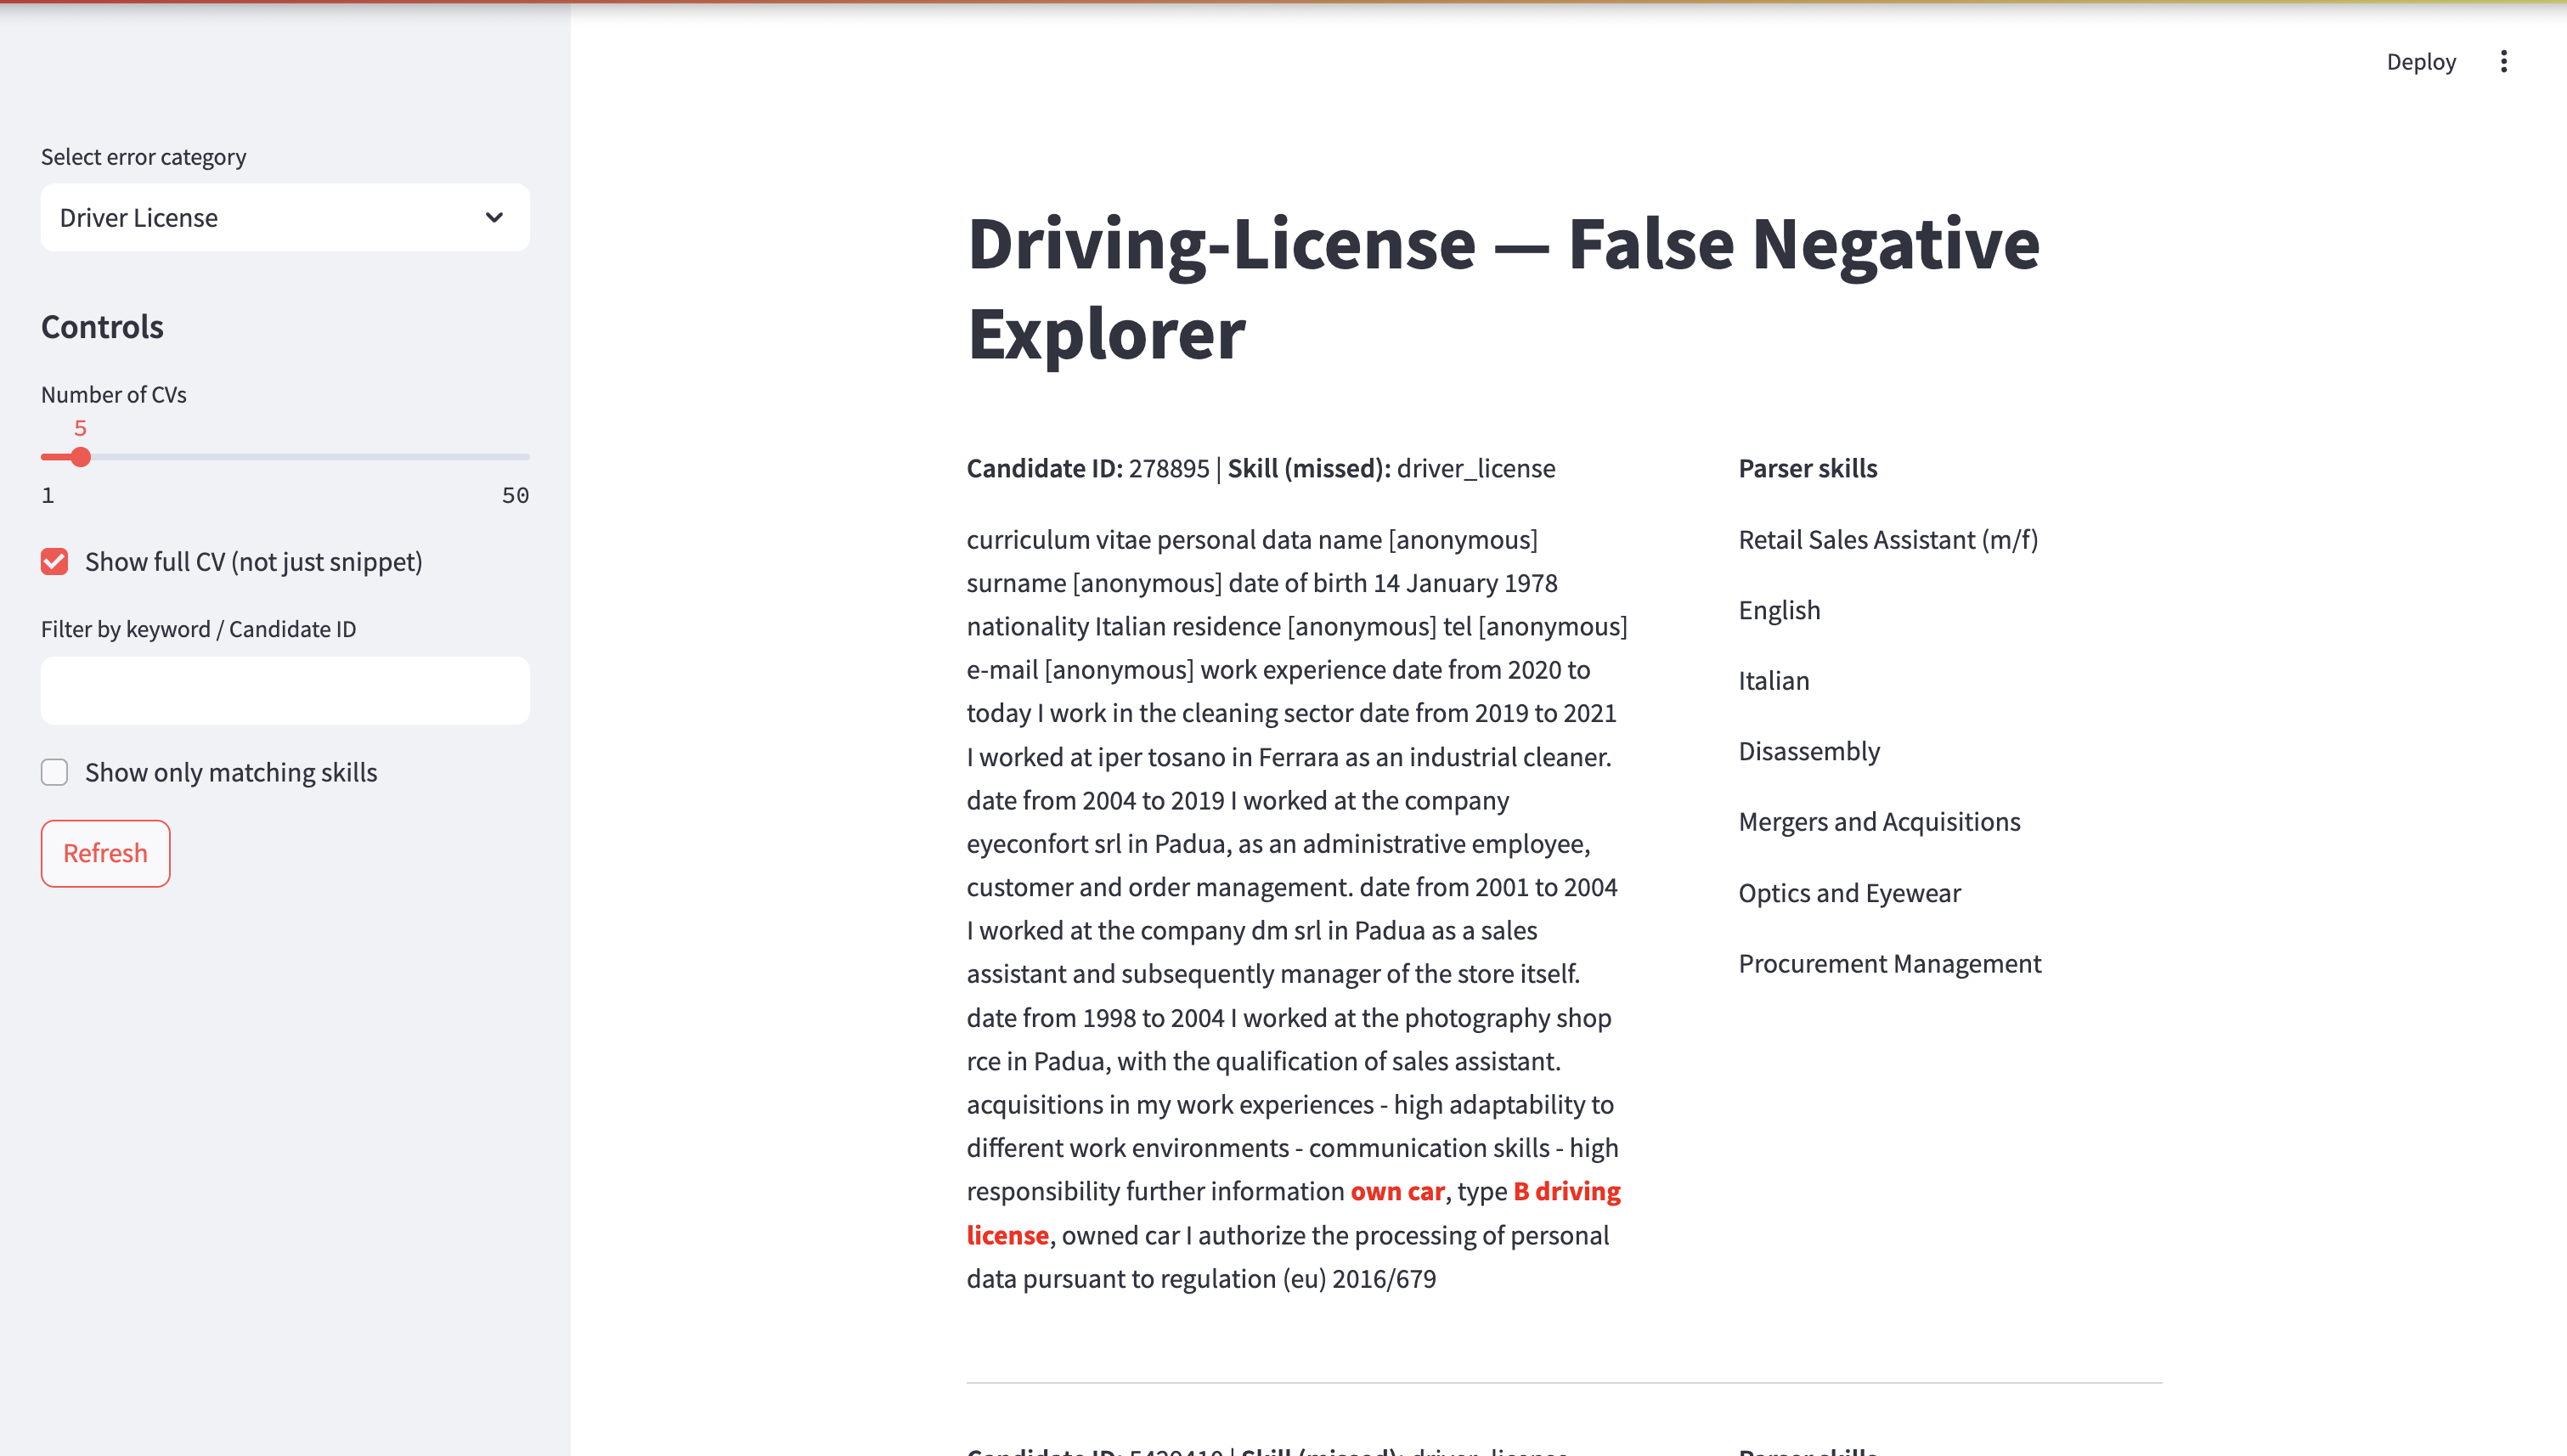 Deploy
Select error category
Driver License
Controls
Number of CVs
5
1
50
Show full CV (not just snippet)
Filter by keyword / Candidate ID
Show only matching skills
Refresh
Driving-License — False Negative
Explorer
Candidate ID: 278895 | Skill (missed): driver_license
curriculum vitae personal data name [anonymous]
surname [anonymous] date of birth 14 January 1978
nationality Italian residence [anonymous] tel [anonymous]
e-mail [anonymous] work experience date from 2020 to
today I work in the cleaning sector date from 2019 to 2021
I worked at iper tosano in Ferrara as an industrial cleaner.
date from 2004 to 2019 I worked at the company
eyeconfort srl in Padua, as an administrative employee,
customer and order management. date from 2001 to 2004
I worked at the company dm srl in Padua as a sales
assistant and subsequently manager of the store itself.
date from 1998 to 2004 I worked at the photography shop
rce in Padua, with the qualification of sales assistant.
acquisitions in my work experiences - high adaptability to
different work environments - communication skills - high
responsibility further information own car, type B driving
license, owned car I authorize the processing of personal
data pursuant to regulation (eu) 2016/679
Parser skills
Retail Sales Assistant (m/f)
English
Italian
Disassembly
Mergers and Acquisitions
Optics and Eyewear
Procurement Management
Candidate ID: 5429410 | Skill (missed): driver_license
Parser skills